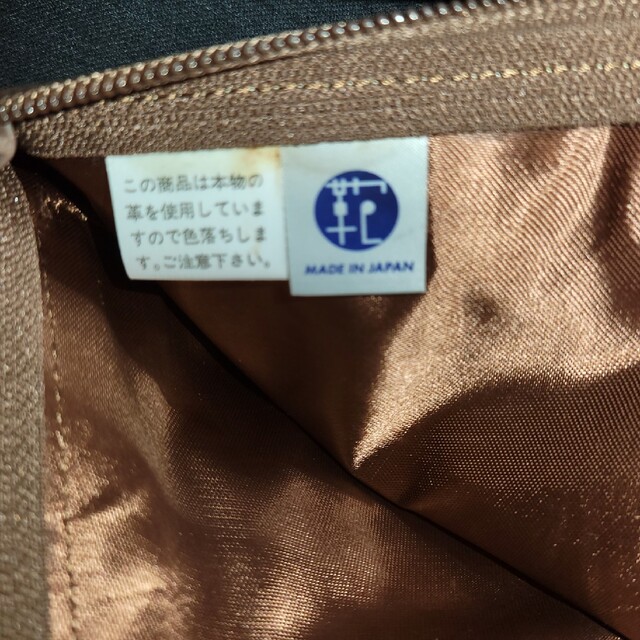 この商品は本物の
革を使用していま
すので色落ちしま
す。ご注意下さい。
MADE IN JAPAN